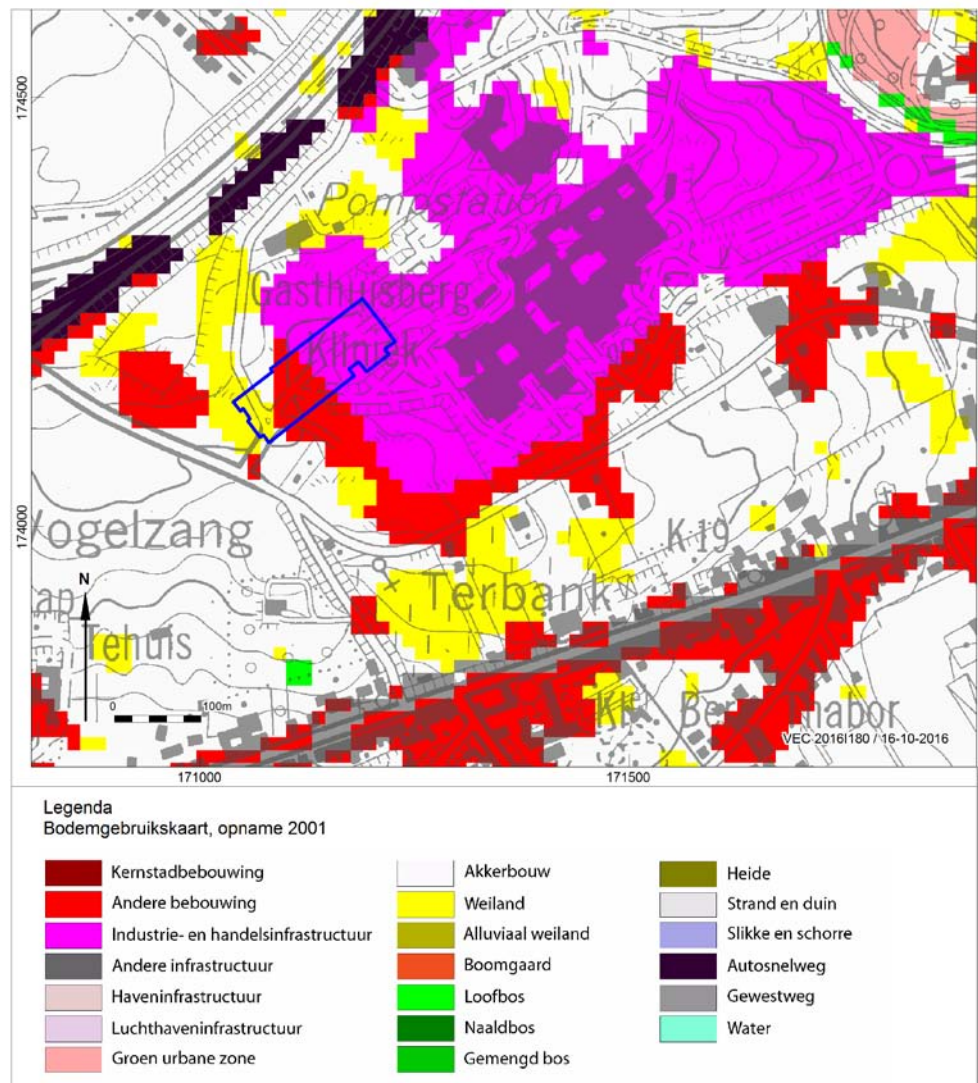 174500
Pompstation
Gasthuisberg
Kliniek
174000
Vogelzang
K 19
N
Terbank
Tehuis
0 100m
Thabor
VEC 2016I180 / 16-10-2016
171000 171500
Legenda
Bodemgebruikskaart, opname 2001
Kernstadbebouwing
Andere bebouwing
Industrie- en handelsinfrastructuur
Andere infrastructuur
Haveninfrastructuur
Luchthaveninfrastructuur
Groen urbane zone
Akkerbouw
Weiland
Alluviaal weiland
Boomgaard
Loofbos
Naaldbos
Gemengd bos
Heide
Strand en duin
Slikke en schorre
Autosnelweg
Gewestweg
Water